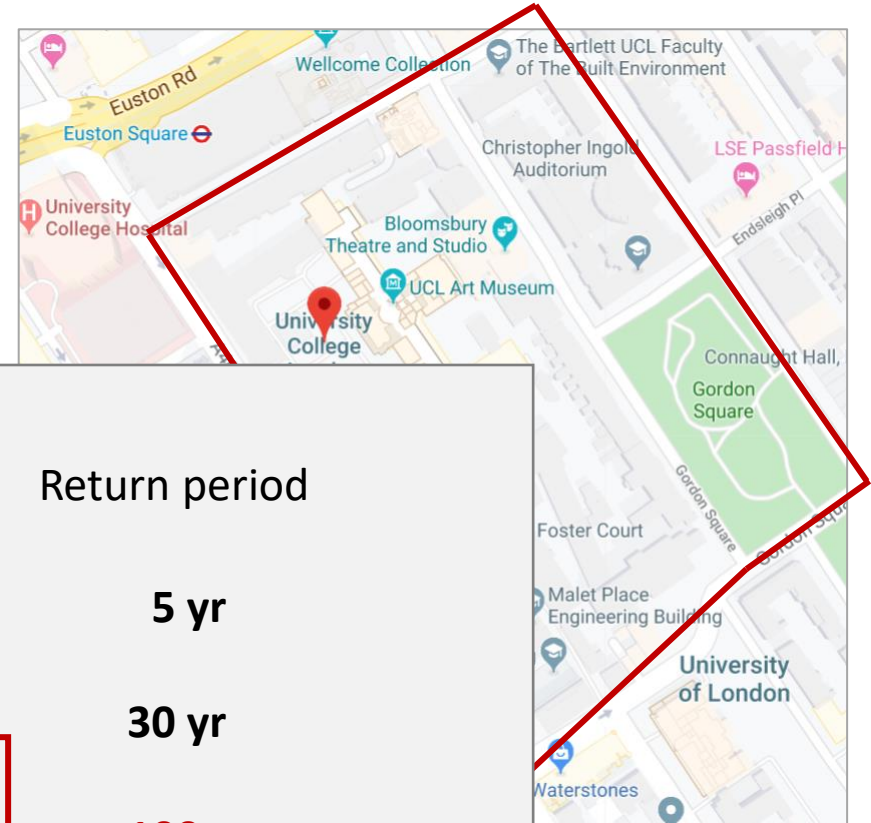 Wellcome Collection
The Bartlett UCL Faculty
of The Built Environment
Euston Rd
Euston Square
Christopher Ingold
Auditorium
LSE Passfield H
H
University
College Hospital
Endsleigh Pl
Bloomsbury
Theatre and Studio
UCL Art Museum
University
College
Connaught Hall,
Gordon
Square
Return period
Gordon Square
Foster Court
Gordon Squ
5 yr
Malet Place
Engineering Building
University
of London
30 yr
Waterstones